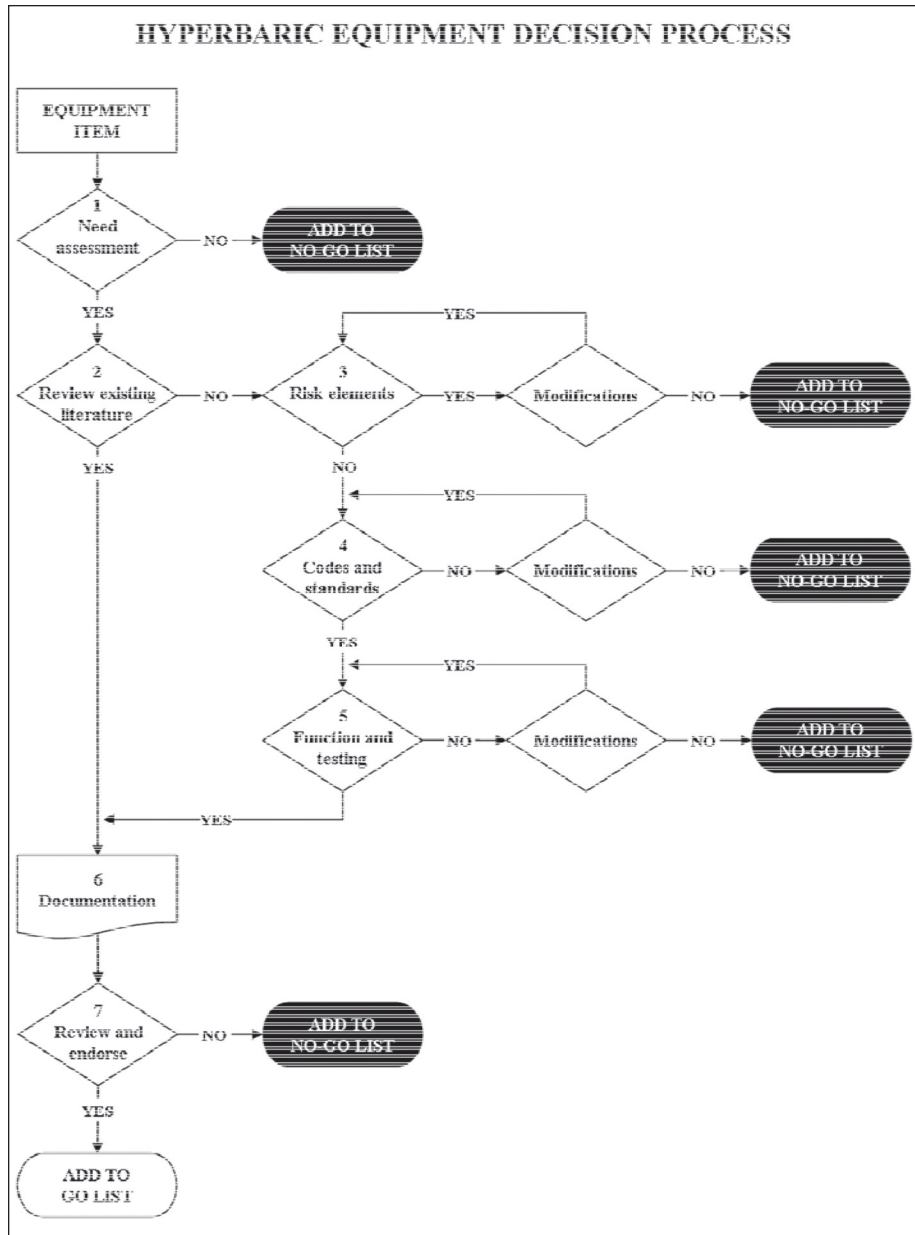 HYPERBARIC EQUIPMENT DECISION PROCESS
EQUIPMENT
ITEM
1
Need
assessment
NO
ADD TO
NO-GO LIST
YES
YES
2
Review existing
literature
NO
3
Risk elements
YES
Modifications
NO
ADD TO
NO-GO LIST
YES
NO
YES
4
Codes and
standards
NO
Modifications
NO
ADD TO
NO-GO LIST
YES
YES
5
Function and
testing
NO
Modifications
NO
ADD TO
NO-GO LIST
YES
6
Documentation
7
Review and
endorse
NO
ADD TO
NO-GO LIST
YES
ADD TO
GO LIST